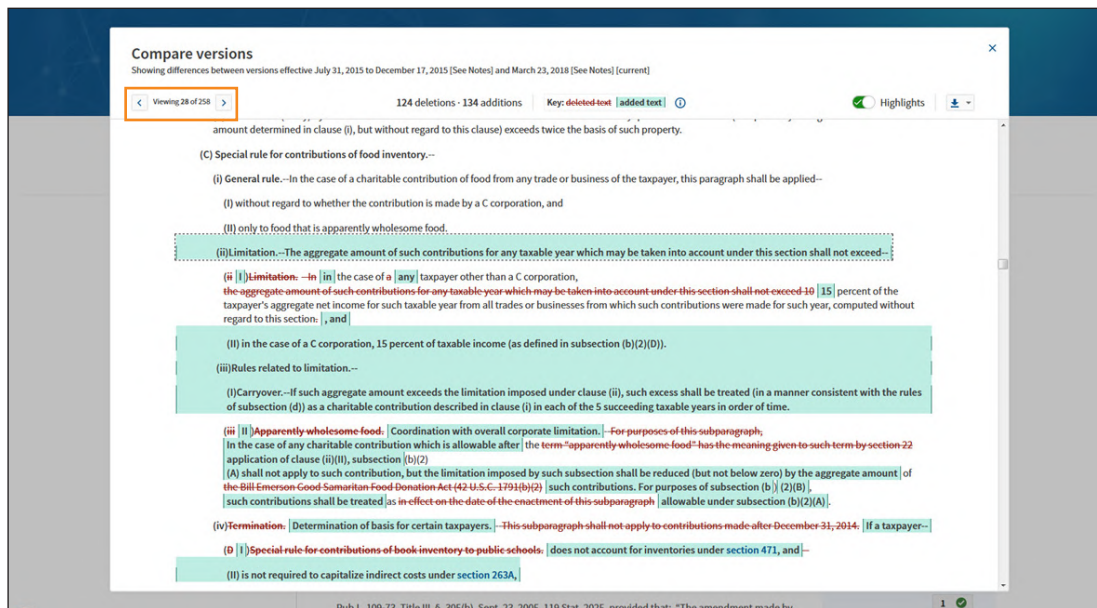 Compare versions
Showing differences between versions effective July 31, 2015 to December 17, 2015 [See Notes] and March 23, 2018 [See Notes] [current]
Viewing 28 of 258
124 deletions · 134 additions
Key: deleted text added text
Highlights
amount determined in clause (i), but without regard to this clause) exceeds twice the basis of such property.
(C) Special rule for contributions of food inventory.--
(i) General rule.--In the case of a charitable contribution of food from any trade or business of the taxpayer, this paragraph shall be applied--
(I) without regard to whether the contribution is made by a C corporation, and
(II) only to food that is apparently wholesome food.
(ii)Limitation.--The aggregate amount of such contributions for any taxable year which may be taken into account under this section shall not exceed--
(ii I )Limitation. --In in the case of a any taxpayer other than a C corporation,
the aggregate amount of such contributions for any taxable year which may be taken into account under this section shall not exceed 10 15 percent of the
taxpayer's aggregate net income for such taxable year from all trades or businesses from which such contributions were made for such year, computed without
regard to this section. , and
(II) in the case of a C corporation, 15 percent of taxable income (as defined in subsection (b)(2)(D)).
(iii)Rules related to limitation.--
(I)Carryover.--If such aggregate amount exceeds the limitation imposed under clause (ii), such excess shall be treated (in a manner consistent with the rules
of subsection (d)) as a charitable contribution described in clause (i) in each of the 5 succeeding taxable years in order of time.
(iii II )Apparently wholesome food. Coordination with overall corporate limitation. --For purposes of this subparagraph,
In the case of any charitable contribution which is allowable after the term "apparently wholesome food" has the meaning given to such term by section 22
application of clause (ii)(II), subsection (b)(2)
(A) shall not apply to such contribution, but the limitation imposed by such subsection shall be reduced (but not below zero) by the aggregate amount of
the Bill Emerson Good Samaritan Food Donation Act (42 U.S.C. 1791(b)(2) such contributions. For purposes of subsection (b ) (2)(B) ,
such contributions shall be treated as in effect on the date of the enactment of this subparagraph allowable under subsection (b)(2)(A) .
(iv)Termination. Determination of basis for certain taxpayers. --This subparagraph shall not apply to contributions made after December 31, 2014. If a taxpayer--
(D I )Special rule for contributions of book inventory to public schools. does not account for inventories under section 471, and --
(II) is not required to capitalize indirect costs under section 263A,
Pub.L. 109-73, Title III, § 305(b), Sept. 23, 2005, 119 Stat. 2025, provided that: "The amendment made by
1